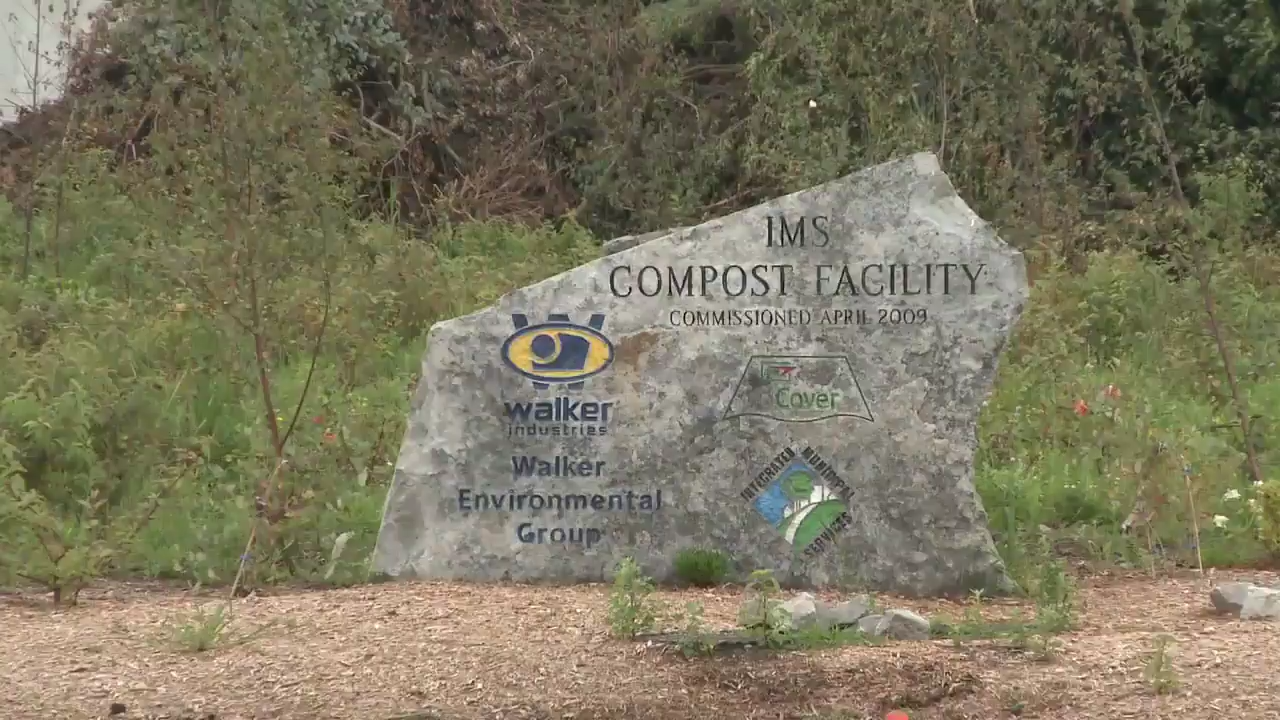 IMS
COMPOST FACILITY
COMMISSIONED APRIL 2009
walker
industries
Walker
Environmental
Group
Cover
INTEGRATED MUNICIPAL
SERVICES